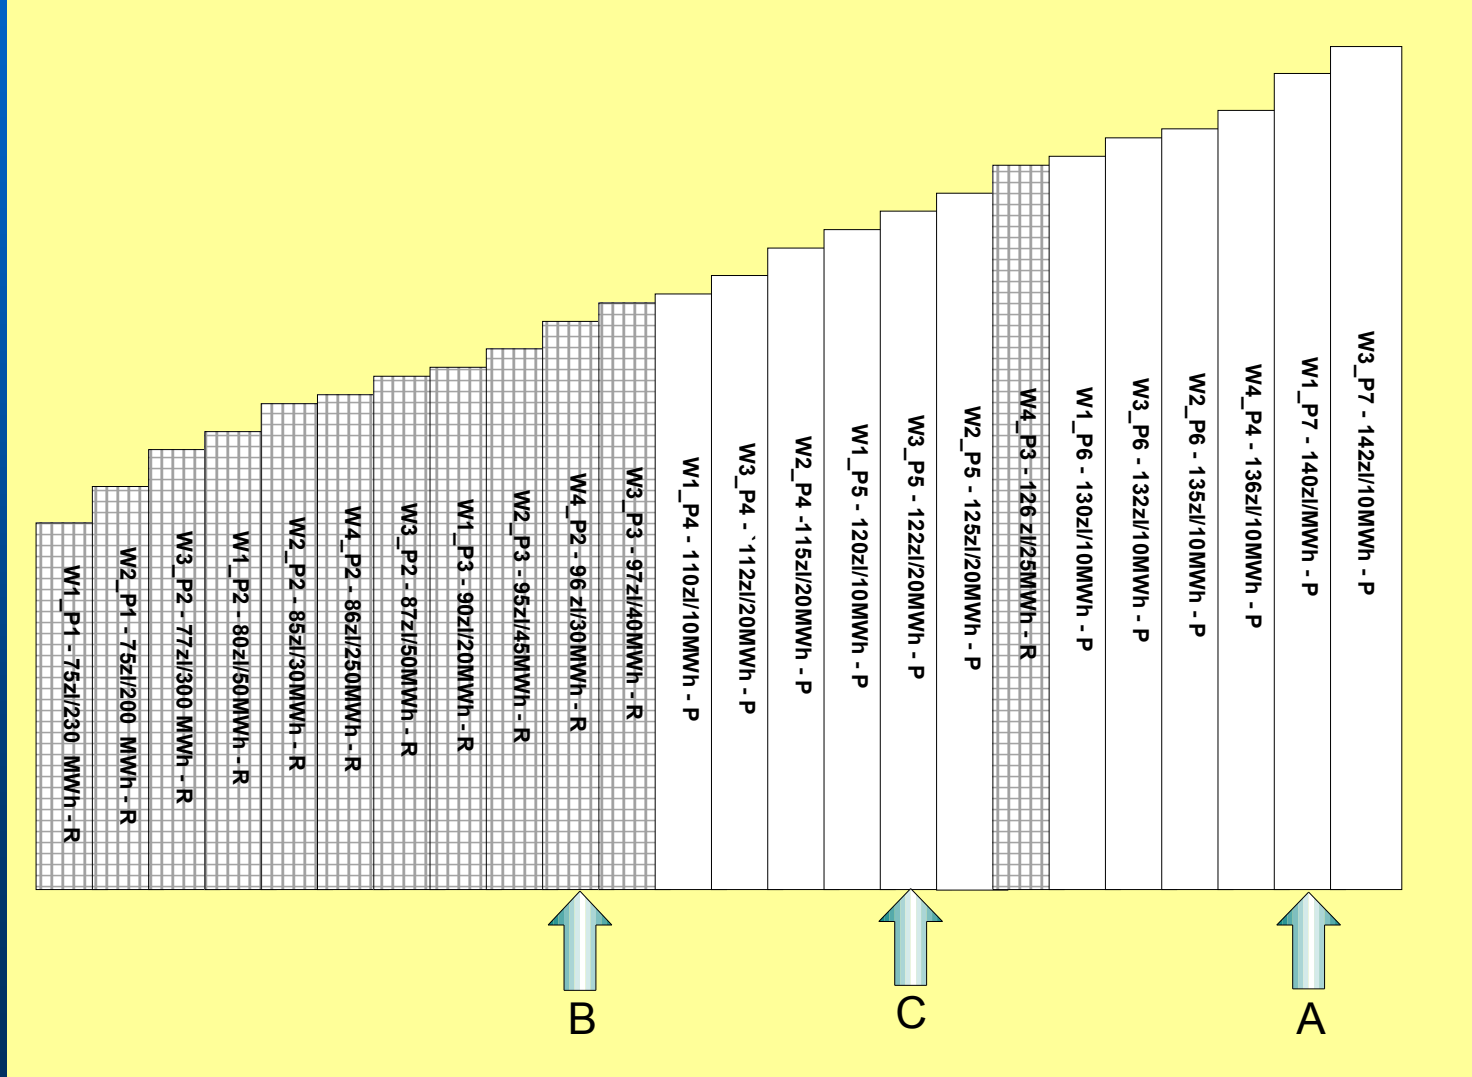 W1_P1 - 75zl/230 MWh - R
W2_P1 - 75zl/200 MWh - R
W3_P2 - 77zl/300 MWh - R
W1_P2 - 80zl/50MWh - R
W2_P2 - 85zl/30MWh - R
W4_P2 - 86zl/250MWh - R
W3_P2 - 87zl/50MWh - R
W1_P3 - 90zl/20MWh - R
W2_P3 - 95zl/45MWh - R
W4_P2 - 96 zl/30MWh - R
W3_P3 - 97zl/40MWh - R
W1_P4 - 110zl/10MWh - P
W3_P4 - `112zl/20MWh - P
W2_P4 -115zl/20MWh - P
W1_P5 - 120zl/10MWh - P
W3_P5 - 122zl/20MWh - P
W2_P5 - 125zl/20MWh - P
W4_P3 - 126 zl/25MWh - R
W1_P6 - 130zl/10MWh - P
W3_P6 - 132zl/10MWh - P
W2_P6 - 135zl/10MWh - P
W4_P4 - 136zl/10MWh - P
W1_P7 - 140zl/MWh - P
W3_P7 - 142zl/10MWh - P
B
C
A